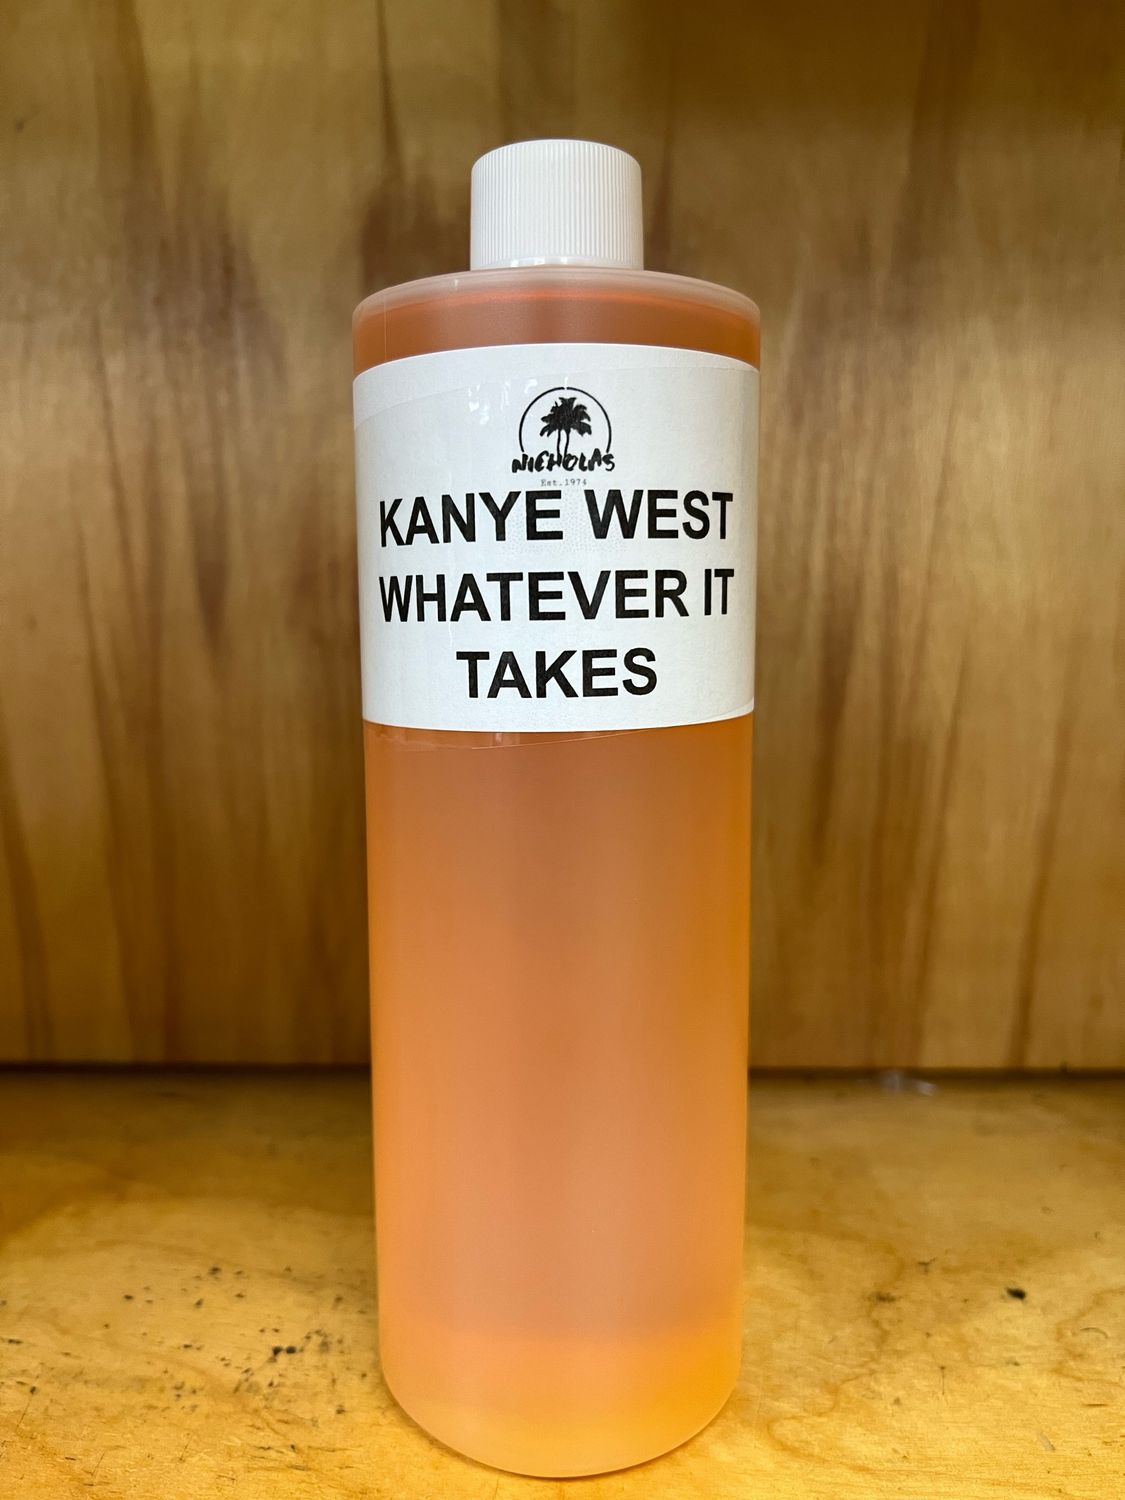 NICHOLAS
Est.1974
KANYE WEST
WHATEVER IT
TAKES